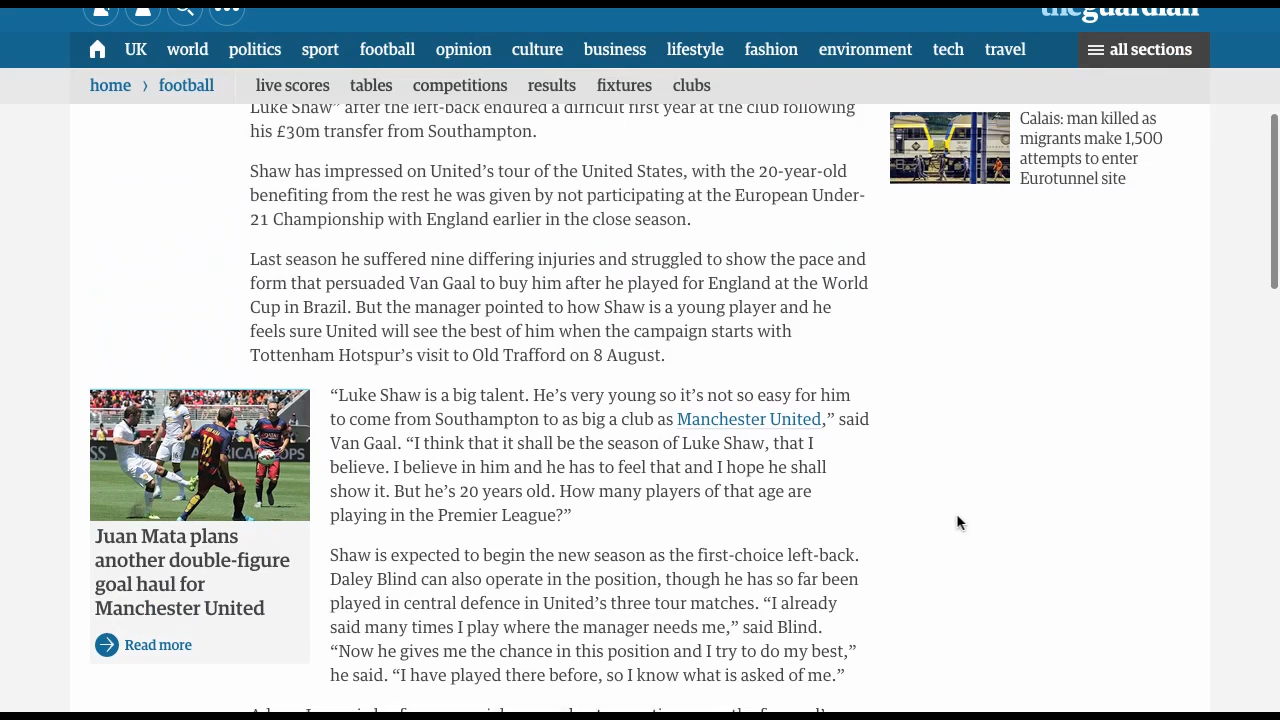 theguardian
UK world politics sport football opinion culture business lifestyle fashion environment tech travel all sections
home › football live scores tables competitions results fixtures clubs
Luke Shaw” after the left-back endured a difficult first year at the club following
his £30m transfer from Southampton.
Shaw has impressed on United’s tour of the United States, with the 20-year-old
benefiting from the rest he was given by not participating at the European Under-
21 Championship with England earlier in the close season.
Last season he suffered nine differing injuries and struggled to show the pace and
form that persuaded Van Gaal to buy him after he played for England at the World
Cup in Brazil. But the manager pointed to how Shaw is a young player and he
feels sure United will see the best of him when the campaign starts with
Tottenham Hotspur’s visit to Old Trafford on 8 August.
“Luke Shaw is a big talent. He’s very young so it’s not so easy for him
to come from Southampton to as big a club as Manchester United,” said
Van Gaal. “I think that it shall be the season of Luke Shaw, that I
believe. I believe in him and he has to feel that and I hope he shall
show it. But he’s 20 years old. How many players of that age are
playing in the Premier League?”
Shaw is expected to begin the new season as the first-choice left-back.
Daley Blind can also operate in the position, though he has so far been
played in central defence in United’s three tour matches. “I already
said many times I play where the manager needs me,” said Blind.
“Now he gives me the chance in this position and I try to do my best,”
he said. “I have played there before, so I know what is asked of me.”
Juan Mata plans
another double-figure
goal haul for
Manchester United
Read more
Calais: man killed as
migrants make 1,500
attempts to enter
Eurotunnel site